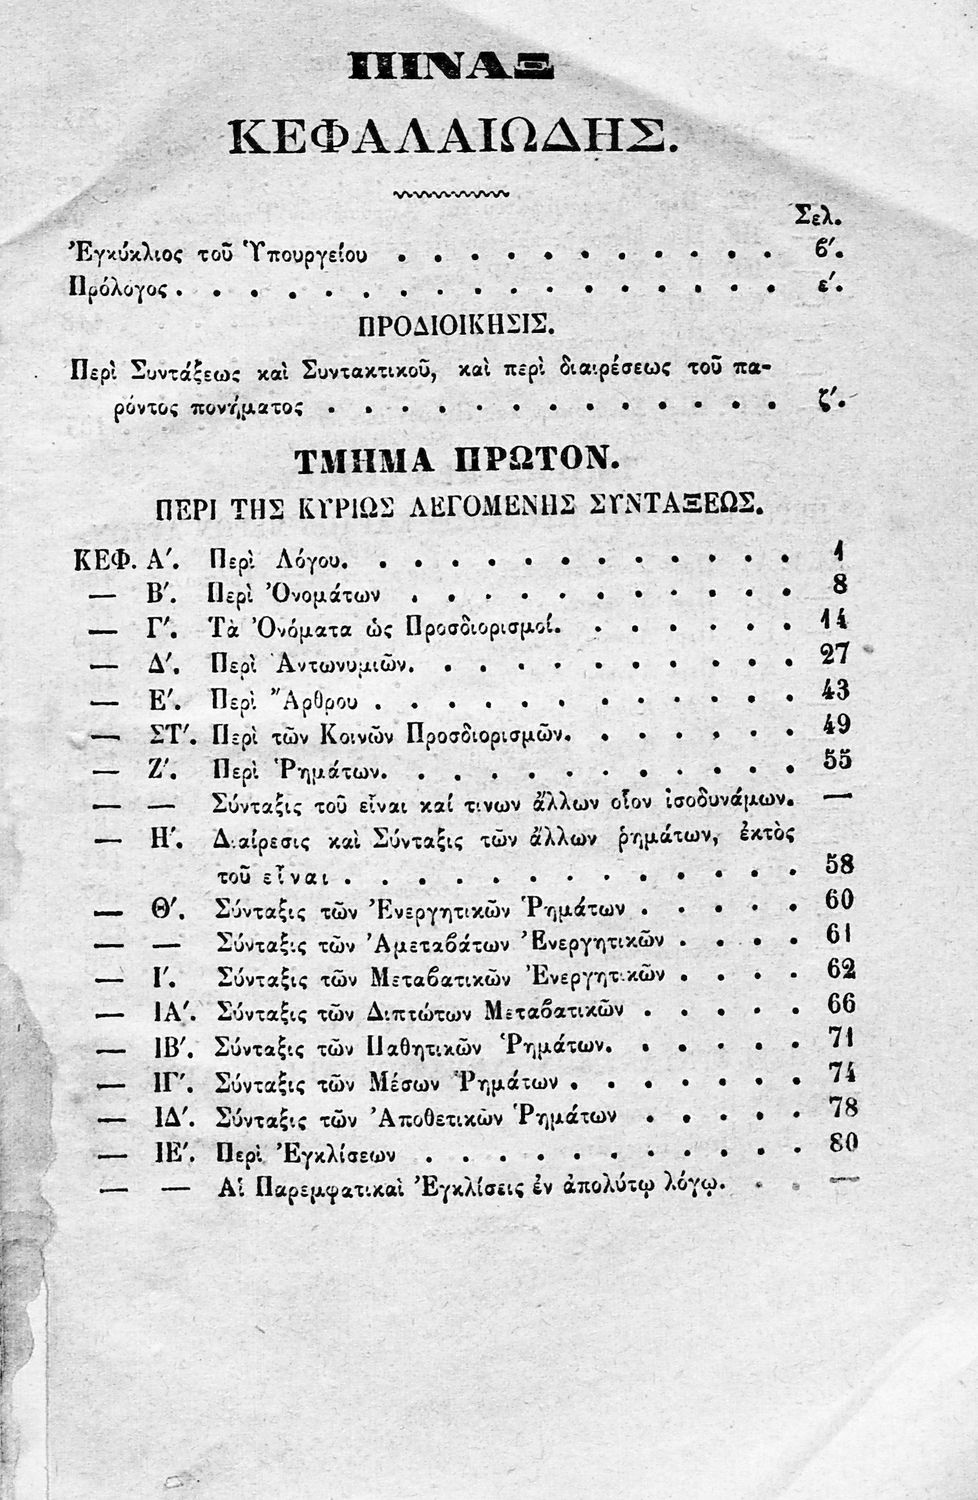 ΠΙΝΑΞ
ΚΕΦΑΛΑΙΩΔΗΣ.
Σελ.
Ἐγκύκλιος τοῦ Ὑπουργείου . . . . . . . . . . . ϐ′.
Πρόλογος . . . . . . . . . . . . . . . . . ε′.
ΠΡΟΔΙΟΙΚΗΣΙΣ.
Περὶ Συντάξεως καὶ Συντακτικοῦ, καὶ περὶ διαιρέσεως τοῦ πα-
ρόντος πονήματος . . . . . . . . . . . . . ζ′.
ΤΜΗΜΑ ΠΡΩΤΟΝ.
ΠΕΡΙ ΤΗΣ ΚΥΡΙΩΣ ΛΕΓΟΜΕΝΗΣ ΣΥΝΤΑΞΕΩΣ.
ΚΕΦ. Α′. Περὶ Λόγου. . . . . . . . . . . . . 1
— Β′. Περὶ Ὀνομάτων . . . . . . . . . . . 8
— Γ′. Τὰ Ὀνόματα ὡς Προσδιορισμοί. . . . . . . 14
— Δ′. Περὶ Ἀντωνυμιῶν. . . . . . . . . . . 27
— Ε′. Περὶ Ἄρθρου . . . . . . . . . . . . 43
— ΣΤ′. Περὶ τῶν Κοινῶν Προσδιορισμῶν. . . . . . . 49
— Ζ′. Περὶ Ῥημάτων. . . . . . . . . . . . 55
— — Σύνταξις τοῦ εἶναι καί τινων ἄλλων οἷον ἰσοδυνάμων. —
— Η′. Διαίρεσις καὶ Σύνταξις τῶν ἄλλων ῥημάτων, ἐκτὸς
τοῦ εἶναι . . . . . . . . . . . . . 58
— Θ′. Σύνταξις τῶν Ἐνεργητικῶν Ῥημάτων . . . . . 60
— — Σύνταξις τῶν Ἀμεταϐάτων Ἐνεργητικῶν . . . . 61
— Ι′. Σύνταξις τῶν Μεταϐατικῶν Ἐνεργητικῶν . . . . 62
— ΙΑ′. Σύνταξις τῶν Διπτώτων Μεταϐατικῶν . . . . . 66
— ΙΒ′. Σύνταξις τῶν Παθητικῶν Ῥημάτων. . . . . . 71
— ΙΓ′. Σύνταξις τῶν Μέσων Ῥημάτων . . . . . . . 74
— ΙΔ′. Σύνταξις τῶν Ἀποθετικῶν Ῥημάτων . . . . . 78
— ΙΕ′. Περὶ Ἐγκλίσεων . . . . . . . . . . . 80
— — Αἱ Παρεμφατικαὶ Ἐγκλίσεις ἐν ἀπολύτῳ λόγῳ. . . —